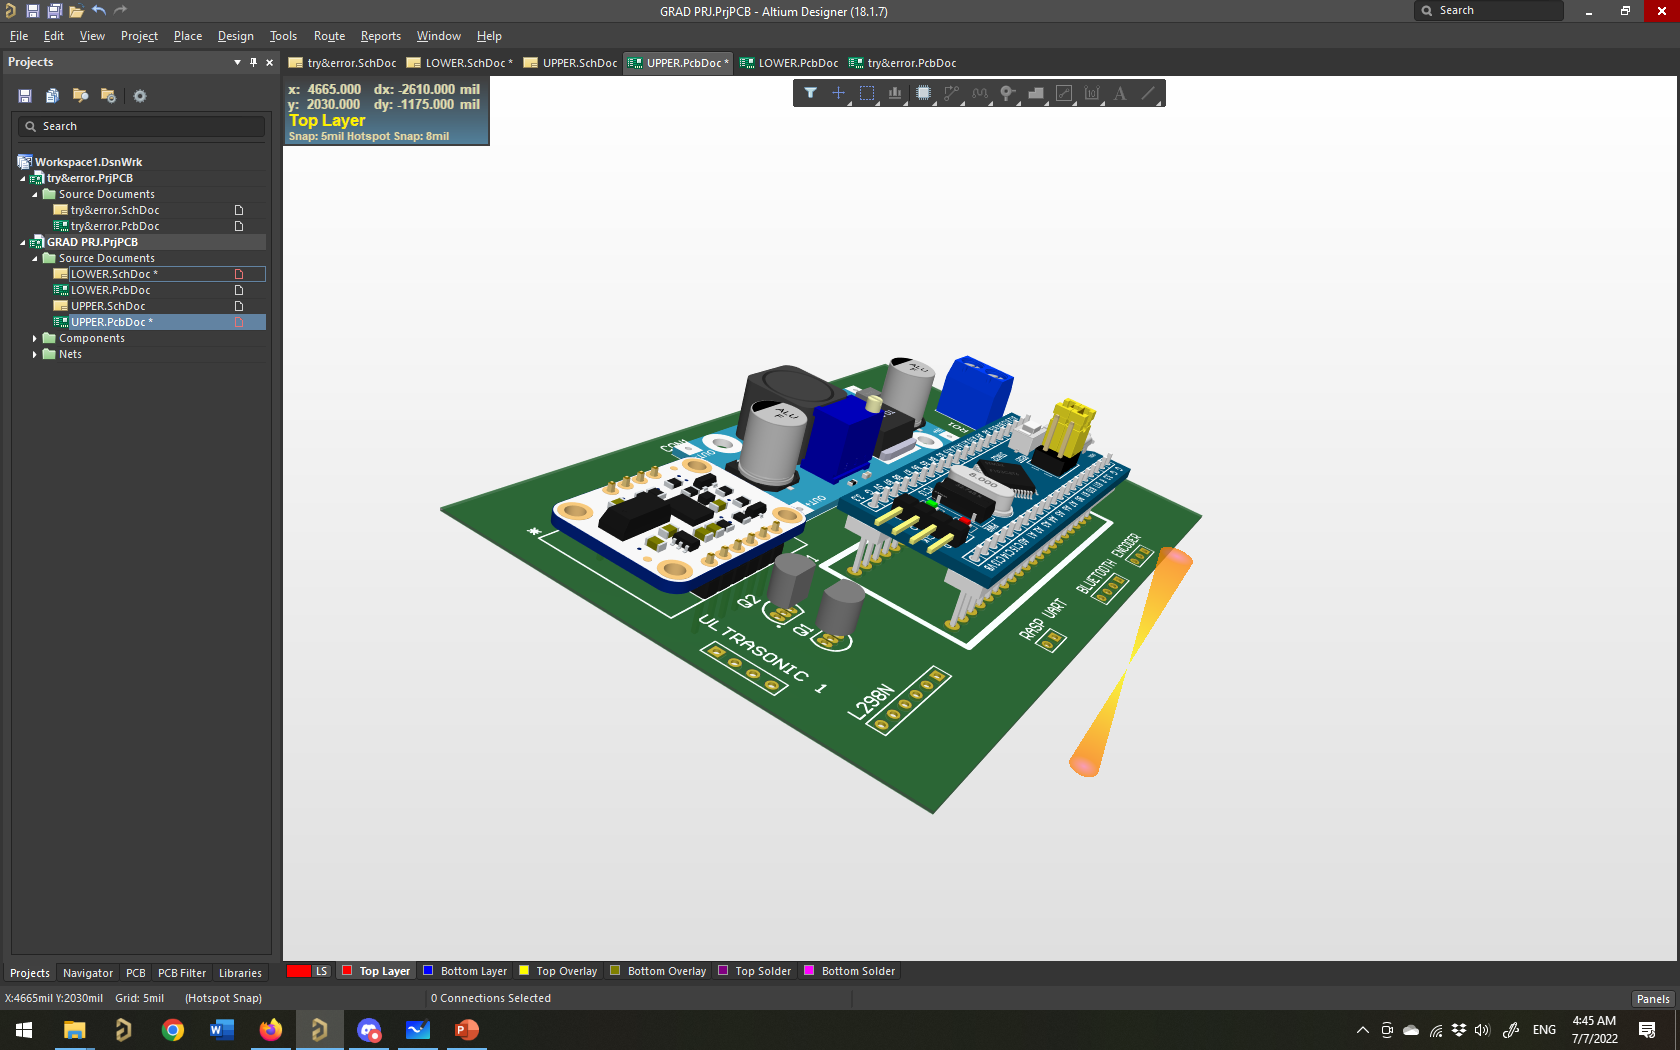 GRAD PRJ.PrjPCB - Altium Designer (18.1.7)
Search
File Edit View Project Place Design Tools Route Reports Window Help
Projects
try&error.SchDoc LOWER.SchDoc * UPPER.SchDoc UPPER.PcbDoc * LOWER.PcbDoc try&error.PcbDoc
x: 4665.000 dx: -2610.000 mil
y: 2030.000 dy: -1175.000 mil
Top Layer
Snap: 5mil Hotspot Snap: 8mil
Search
Workspace1.DsnWrk
try&error.PrjPCB
Source Documents
try&error.SchDoc
try&error.PcbDoc
GRAD PRJ.PrjPCB
Source Documents
LOWER.SchDoc *
LOWER.PcbDoc
UPPER.SchDoc
UPPER.PcbDoc *
Components
Nets
ALU
ALU
8.000
ENCODER
BLUETOOTH
RASP UART
Q2
Q1
ULTRASONIC 1
L298N
Projects Navigator PCB PCB Filter Libraries
LS Top Layer Bottom Layer Top Overlay Bottom Overlay Top Solder Bottom Solder
X:4665mil Y:2030mil Grid: 5mil (Hotspot Snap) 0 Connections Selected Panels
ENG
4:45 AM
7/7/2022